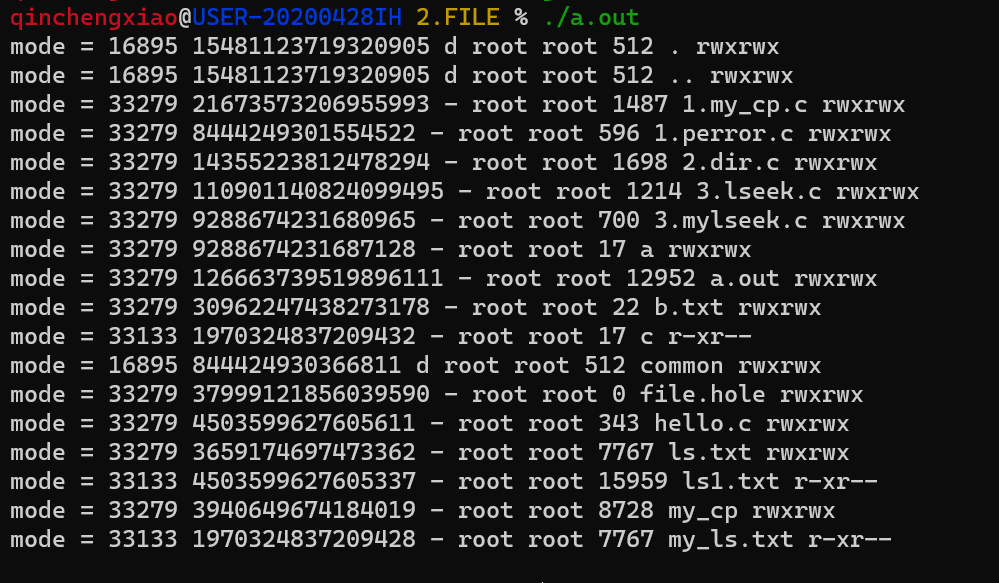 qinchengxiao@USER-20200428IH 2.FILE % ./a.out
mode = 16895 15481123719320905 d root root 512 . rwxrwx
mode = 16895 15481123719320905 d root root 512 .. rwxrwx
mode = 33279 21673573206955993 - root root 1487 1.my_cp.c rwxrwx
mode = 33279 8444249301554522 - root root 596 1.perror.c rwxrwx
mode = 33279 14355223812478294 - root root 1698 2.dir.c rwxrwx
mode = 33279 110901140824099495 - root root 1214 3.lseek.c rwxrwx
mode = 33279 9288674231680965 - root root 700 3.mylseek.c rwxrwx
mode = 33279 9288674231687128 - root root 17 a rwxrwx
mode = 33279 126663739519896111 - root root 12952 a.out rwxrwx
mode = 33279 30962247438273178 - root root 22 b.txt rwxrwx
mode = 33133 1970324837209432 - root root 17 c r-xr--
mode = 16895 844424930366811 d root root 512 common rwxrwx
mode = 33279 37999121856039590 - root root 0 file.hole rwxrwx
mode = 33279 4503599627605611 - root root 343 hello.c rwxrwx
mode = 33279 3659174697473362 - root root 7767 ls.txt rwxrwx
mode = 33133 4503599627605337 - root root 15959 ls1.txt r-xr--
mode = 33279 3940649674184019 - root root 8728 my_cp rwxrwx
mode = 33133 1970324837209428 - root root 7767 my_ls.txt r-xr--